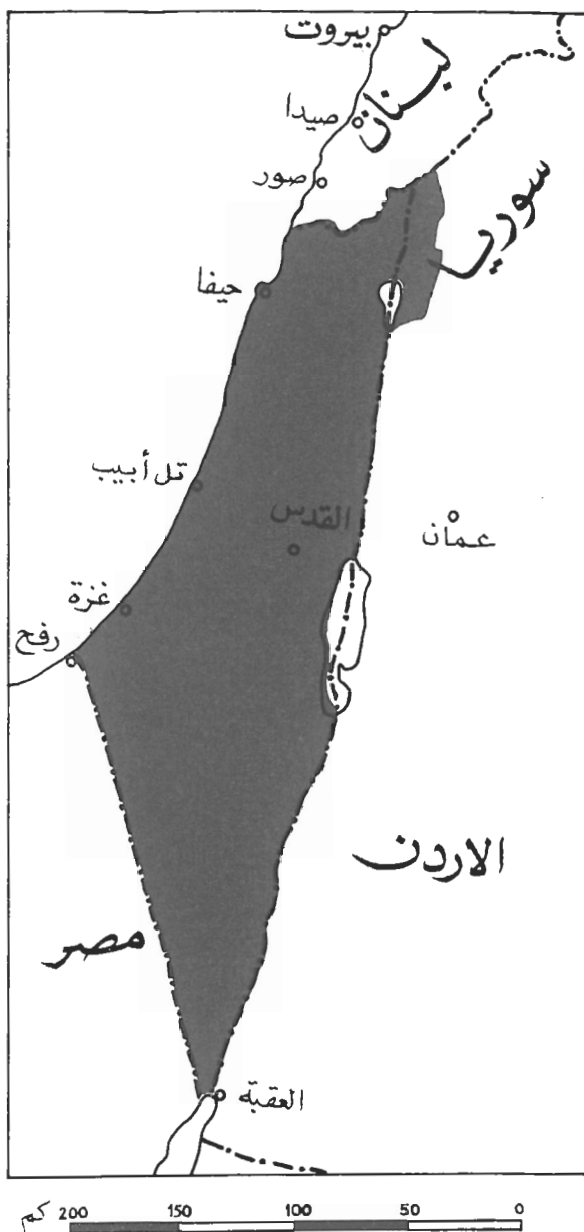 بيروت
لبنان
صيدا
سوريا
صور
حيفا
تل أبيب
القدس
عمان
غزة
رفح
الاردن
مصر
العقبة
كم 200 150 100 50 0